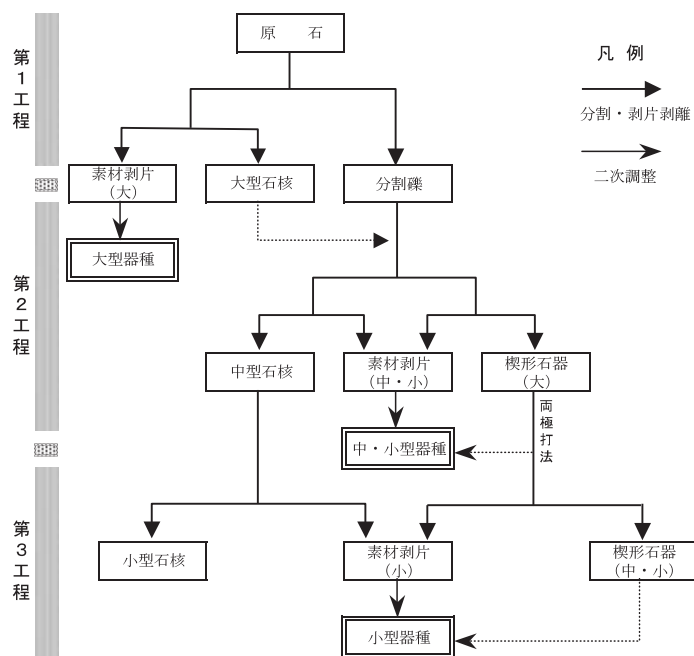 原 石
凡 例
分割・剥片剥離
二次調整
第1工程
素材剥片
(大)
大型石核
分割礫
大型器種
第2工程
中型石核
素材剥片
(中・小)
楔形石器
(大)
両極打法
中・小型器種
第3工程
小型石核
素材剥片
(小)
楔形石器
(中・小)
小型器種